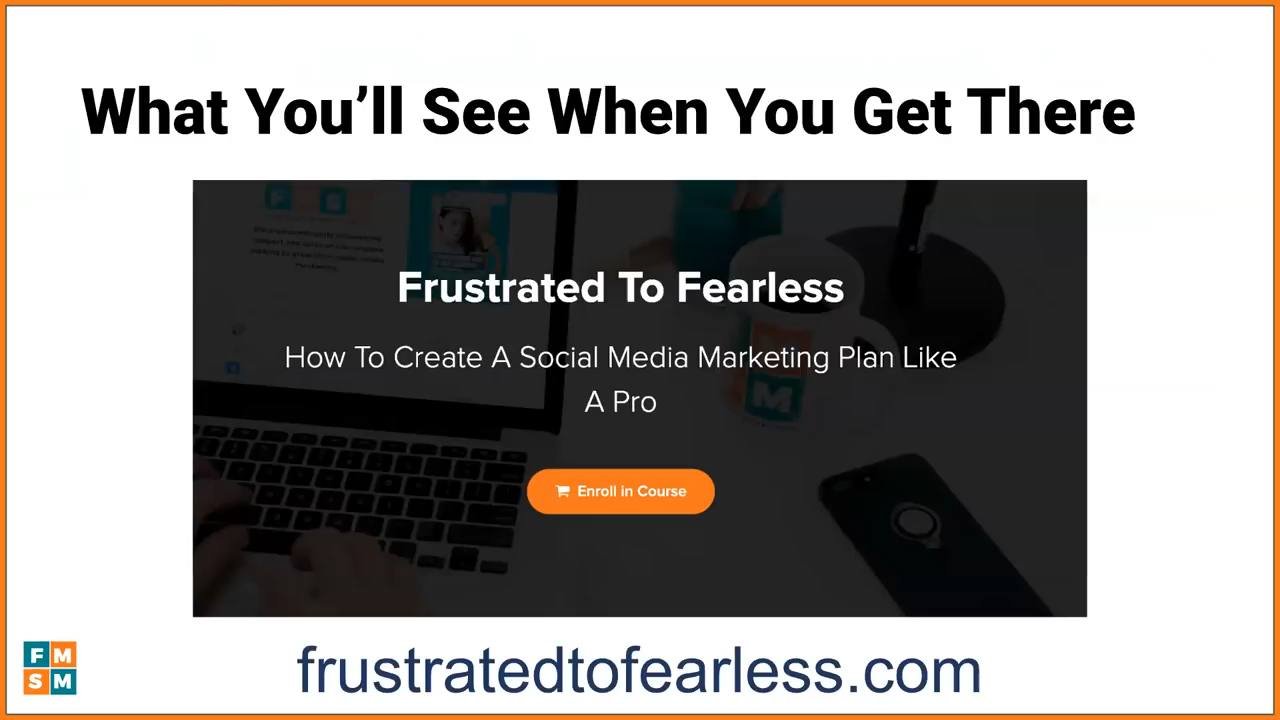 What You’ll See When You Get There
Frustrated To Fearless
How To Create A Social Media Marketing Plan Like
A Pro
Enroll in Course
F M
S M
frustratedtofearless.com